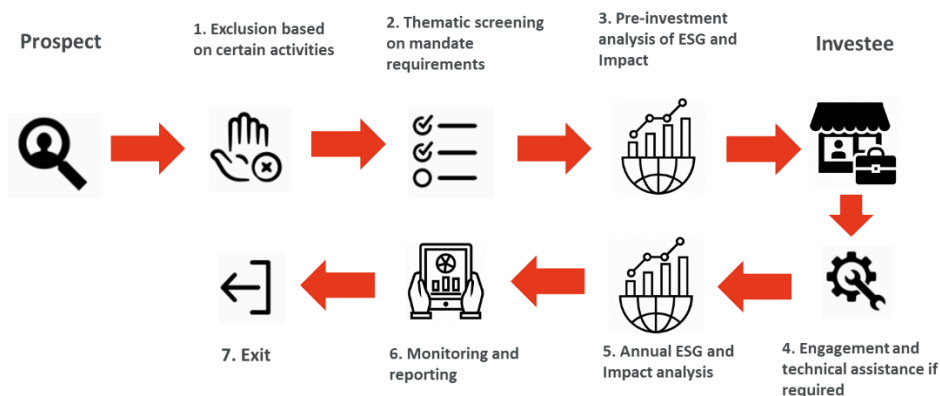 Prospect
1. Exclusion based
on certain activities
2. Thematic screening
on mandate
requirements
3. Pre-investment
analysis of ESG and
Impact
Investee
7. Exit
6. Monitoring and
reporting
5. Annual ESG and
Impact analysis
4. Engagement and
technical assistance if
required